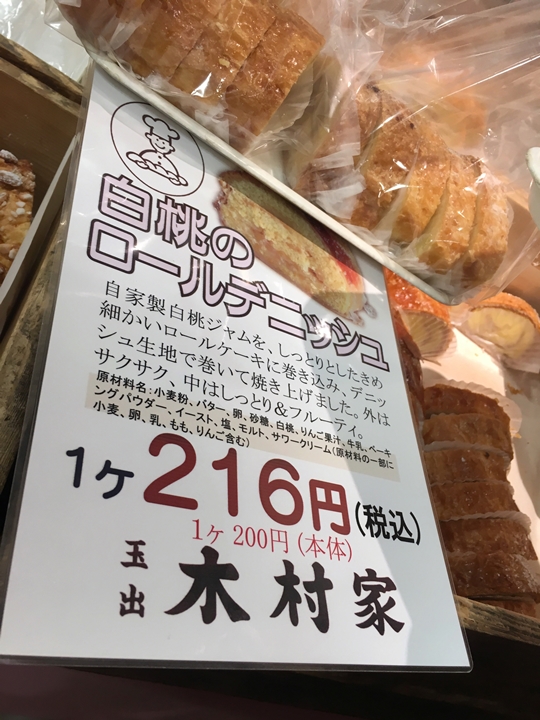 白桃の
ロールデニッシュ
自家製白桃ジャムを、しっとりとしたきめ
細かいロールケーキに巻き込み、デニッ
シュ生地で巻いて焼き上げました。外は
サクサク、中はしっとり&フルーティ。
原材料名:小麦粉、バター、卵、砂糖、白桃、りんご果汁、牛乳、ベーキ
ングパウダー、イースト、塩、モルト、サワークリーム(原材料の一部に
小麦、卵、乳、もも、りんご含む)
1ヶ216円(税込)
1ヶ 200円 (本体)
玉出 木村家